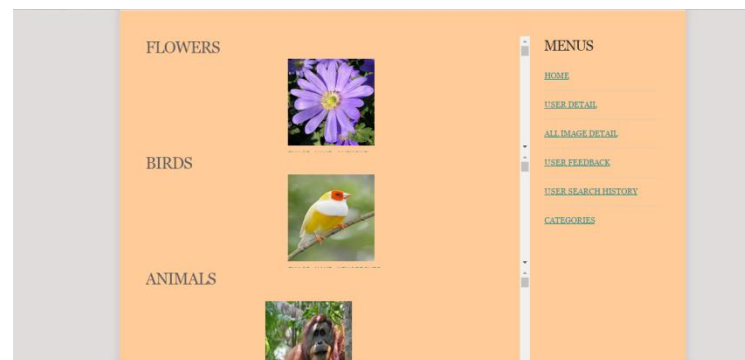 FLOWERS
BIRDS
ANIMALS
MENUS
HOME
USER DETAIL
ALL IMAGE DETAIL
USER FEEDBACK
USER SEARCH HISTORY
CATEGORIES